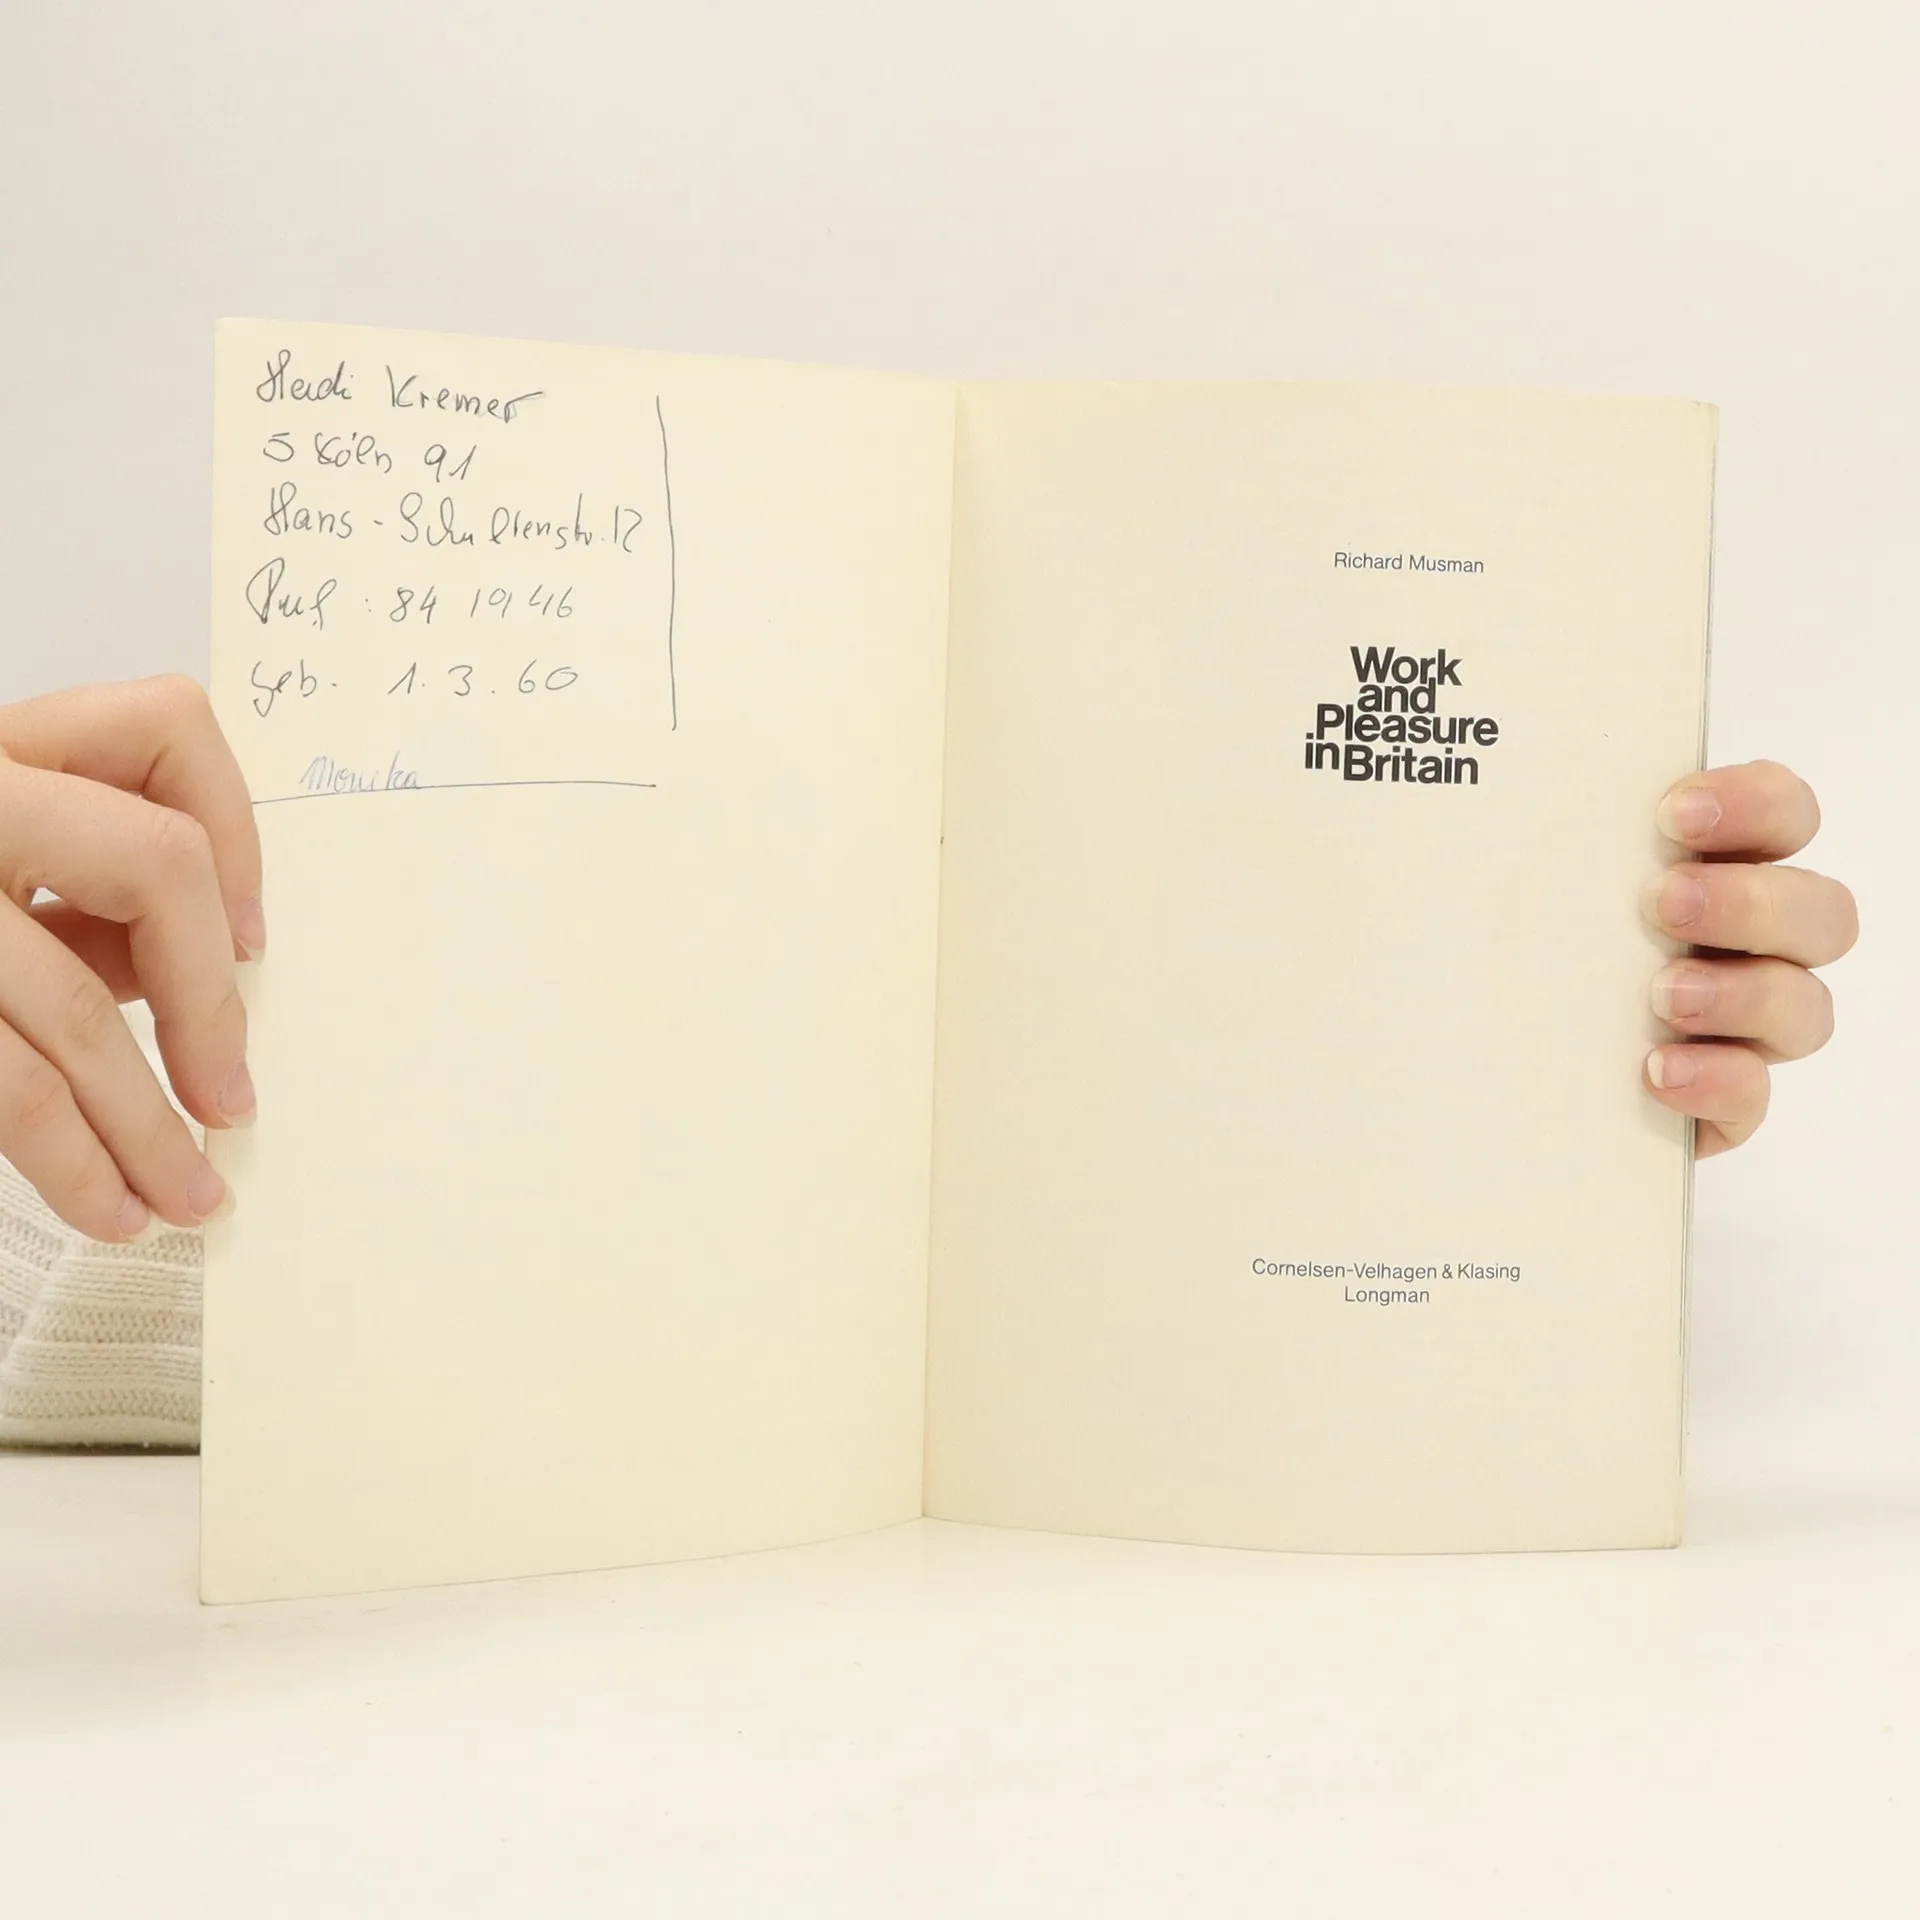 Heidi Kremer
5 Köln 91
Hans - Schultenstr. 12
Ruf : 84 19 46
geb. 1. 3. 60
Monika
Richard Musman
Work
and
Pleasure
in Britain
Cornelsen-Velhagen & Klasing
Longman